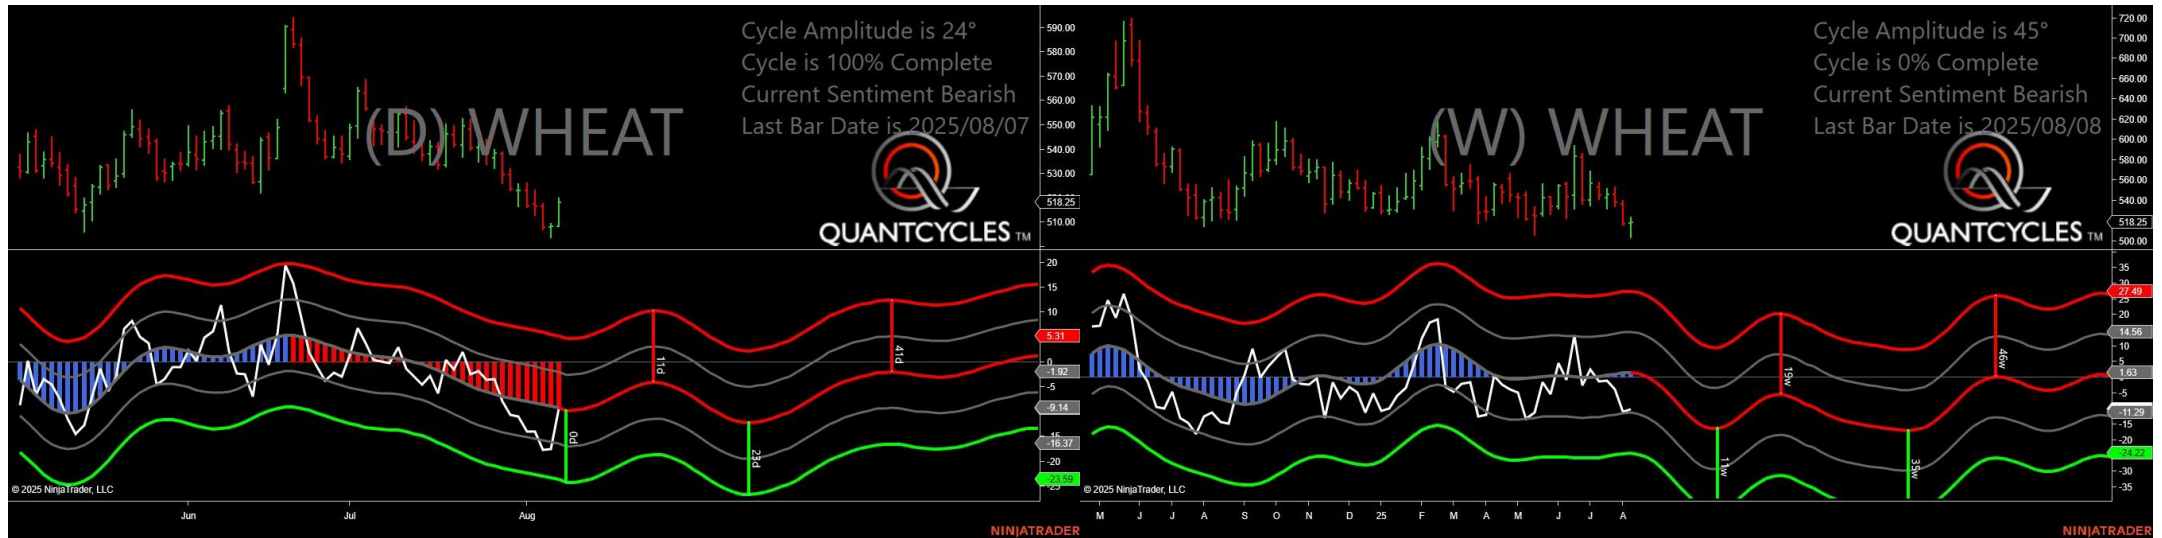 Cycle Amplitude is 24°
Cycle is 100% Complete
Current Sentiment Bearish
Last Bar Date is 2025/08/07
(D) WHEAT
QUANTCYCLES TM
590.00
580.00
570.00
560.00
550.00
540.00
530.00
518.25
510.00
20
15
10
5.31
0
-1.92
-5
-9.14
-16.37
-20
-23.59
0d
11d
23d
41d
© 2025 NinjaTrader, LLC
Jun
Jul
Aug
NINJATRADER
Cycle Amplitude is 45°
Cycle is 0% Complete
Current Sentiment Bearish
Last Bar Date is 2025/08/08
(W) WHEAT
QUANTCYCLES TM
720.00
700.00
680.00
660.00
640.00
620.00
600.00
580.00
560.00
540.00
518.25
500.00
35
27.49
20
14.56
10
5
1.63
-5
-11.29
-15
-20
-24.22
-30
-35
11w
19w
35w
46w
© 2025 NinjaTrader, LLC
M
J
J
A
S
O
N
D
25
F
M
A
M
J
J
A
NINJATRADER